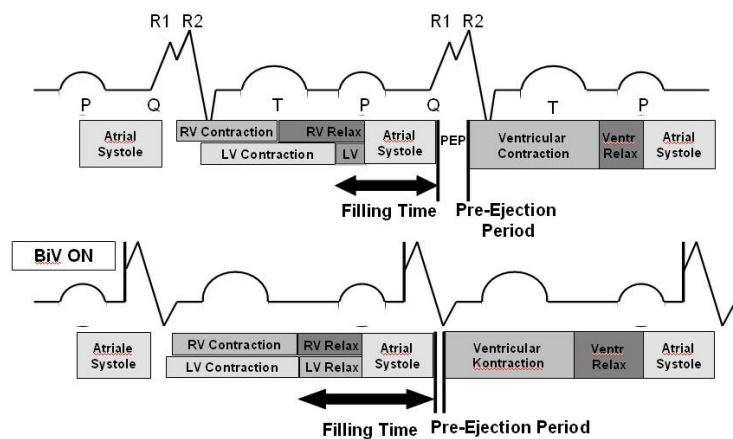 R1 R2 R1 R2
P Q T P Q T P
Atrial Systole
RV Contraction RV Relax
LV Contraction LV
Atrial Systole
PEP
Ventricular Contraction
Ventr Relax
Atrial Systole
Filling Time
Pre-Ejection Period
BiV ON
Atriale Systole
RV Contraction RV Relax
LV Contraction LV Relax
Atrial Systole
Ventricular Kontraction
Ventr Relax
Atrial Systole
Filling Time
Pre-Ejection Period